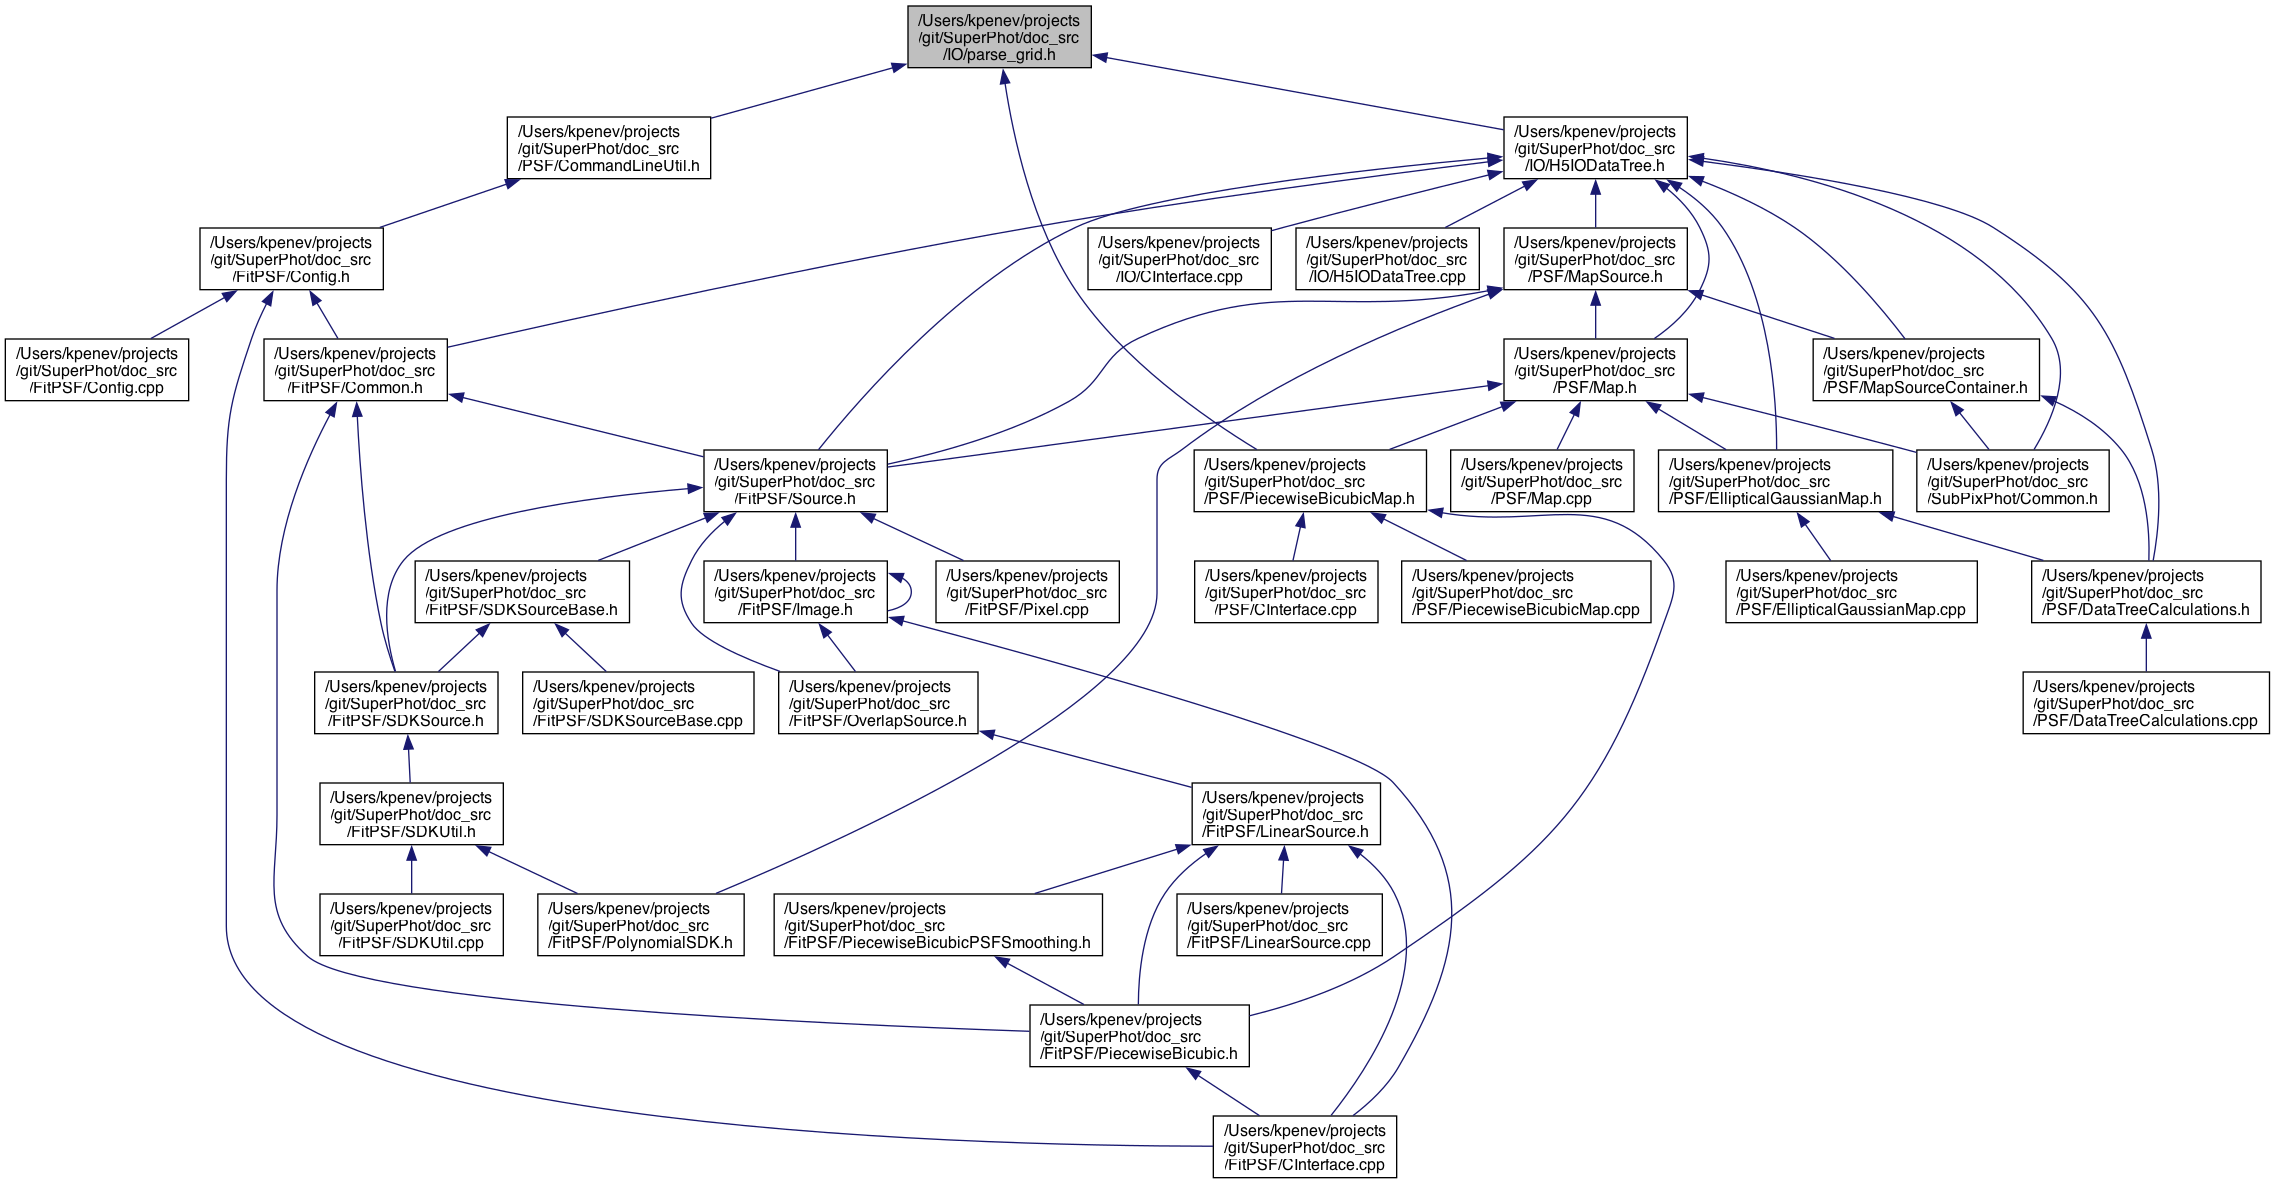 /Users/kpenev/projects
/git/SuperPhot/doc_src
/IO/parse_grid.h
/Users/kpenev/projects
/git/SuperPhot/doc_src
/PSF/CommandLineUtil.h
/Users/kpenev/projects
/git/SuperPhot/doc_src
/IO/H5IODataTree.h
/Users/kpenev/projects
/git/SuperPhot/doc_src
/FitPSF/Config.h
/Users/kpenev/projects
/git/SuperPhot/doc_src
/IO/CInterface.cpp
/Users/kpenev/projects
/git/SuperPhot/doc_src
/IO/H5IODataTree.cpp
/Users/kpenev/projects
/git/SuperPhot/doc_src
/PSF/MapSource.h
/Users/kpenev/projects
/git/SuperPhot/doc_src
/FitPSF/Config.cpp
/Users/kpenev/projects
/git/SuperPhot/doc_src
/FitPSF/Common.h
/Users/kpenev/projects
/git/SuperPhot/doc_src
/PSF/Map.h
/Users/kpenev/projects
/git/SuperPhot/doc_src
/PSF/MapSourceContainer.h
/Users/kpenev/projects
/git/SuperPhot/doc_src
/FitPSF/Source.h
/Users/kpenev/projects
/git/SuperPhot/doc_src
/PSF/PiecewiseBicubicMap.h
/Users/kpenev/projects
/git/SuperPhot/doc_src
/PSF/Map.cpp
/Users/kpenev/projects
/git/SuperPhot/doc_src
/PSF/EllipticalGaussianMap.h
/Users/kpenev/projects
/git/SuperPhot/doc_src
/SubPixPhot/Common.h
/Users/kpenev/projects
/git/SuperPhot/doc_src
/FitPSF/SDKSourceBase.h
/Users/kpenev/projects
/git/SuperPhot/doc_src
/FitPSF/Image.h
/Users/kpenev/projects
/git/SuperPhot/doc_src
/FitPSF/Pixel.cpp
/Users/kpenev/projects
/git/SuperPhot/doc_src
/PSF/CInterface.cpp
/Users/kpenev/projects
/git/SuperPhot/doc_src
/PSF/PiecewiseBicubicMap.cpp
/Users/kpenev/projects
/git/SuperPhot/doc_src
/PSF/EllipticalGaussianMap.cpp
/Users/kpenev/projects
/git/SuperPhot/doc_src
/PSF/DataTreeCalculations.h
/Users/kpenev/projects
/git/SuperPhot/doc_src
/FitPSF/SDKSource.h
/Users/kpenev/projects
/git/SuperPhot/doc_src
/FitPSF/SDKSourceBase.cpp
/Users/kpenev/projects
/git/SuperPhot/doc_src
/FitPSF/OverlapSource.h
/Users/kpenev/projects
/git/SuperPhot/doc_src
/PSF/DataTreeCalculations.cpp
/Users/kpenev/projects
/git/SuperPhot/doc_src
/FitPSF/SDKUtil.h
/Users/kpenev/projects
/git/SuperPhot/doc_src
/FitPSF/LinearSource.h
/Users/kpenev/projects
/git/SuperPhot/doc_src
/FitPSF/SDKUtil.cpp
/Users/kpenev/projects
/git/SuperPhot/doc_src
/FitPSF/PolynomialSDK.h
/Users/kpenev/projects
/git/SuperPhot/doc_src
/FitPSF/PiecewiseBicubicPSFSmoothing.h
/Users/kpenev/projects
/git/SuperPhot/doc_src
/FitPSF/LinearSource.cpp
/Users/kpenev/projects
/git/SuperPhot/doc_src
/FitPSF/PiecewiseBicubic.h
/Users/kpenev/projects
/git/SuperPhot/doc_src
/FitPSF/CInterface.cpp